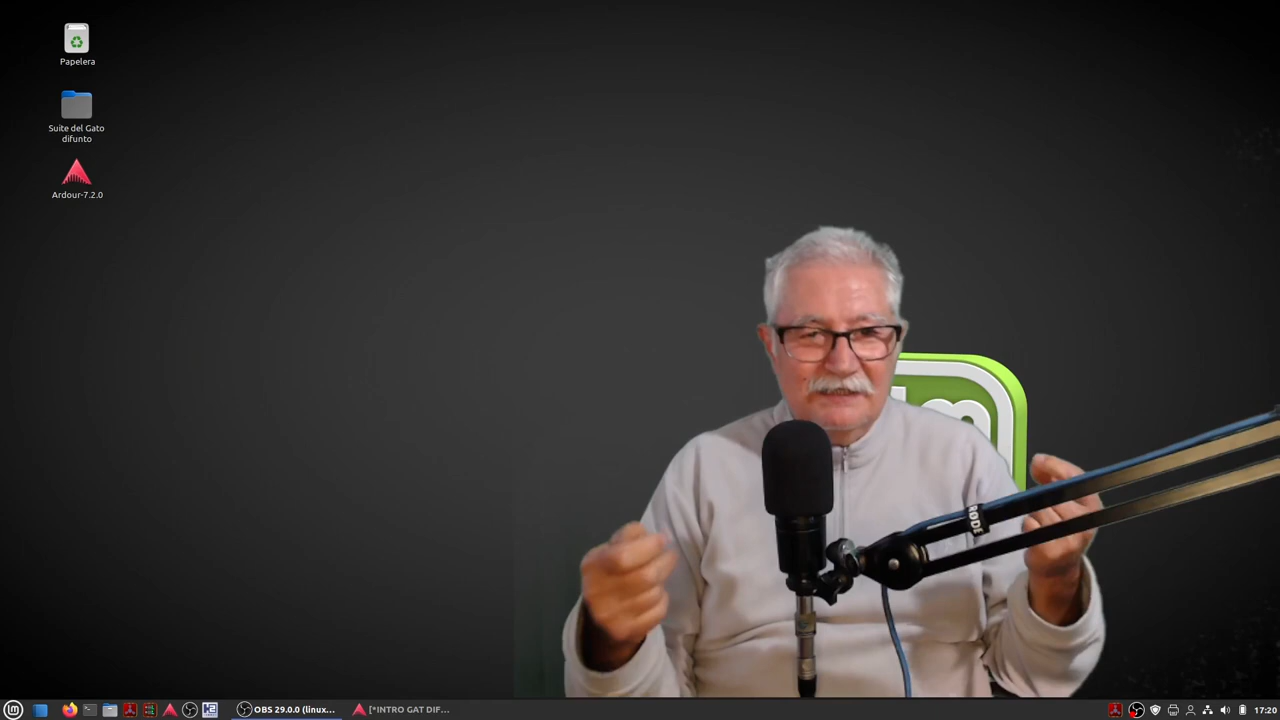 Papelera
Suite del Gato
difunto
Ardour-7.2.0
RØDE
OBS 29.0.0 (linux...
[*INTRO GAT DIF...
17:20